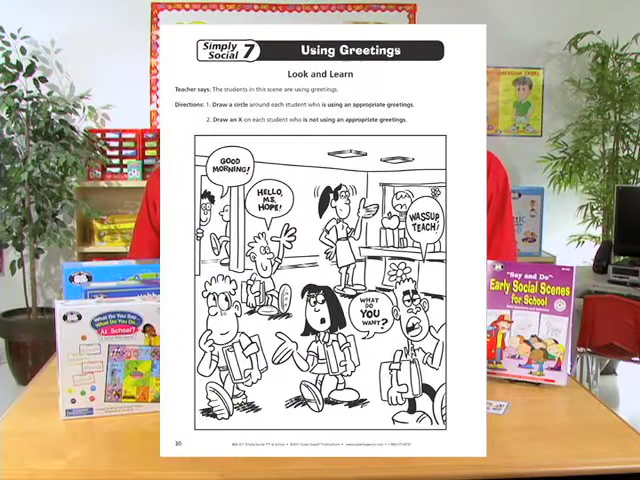 Simply
Social 7
Using Greetings
Look and Learn
Teacher says: The students in this scene are using greetings.
Directions: 1. Draw a circle around each student who is using an appropriate greetings.
2. Draw an X on each student who is not using an appropriate greetings.
GOOD
MORNING!
HELLO,
MS.
HOPE!
WASSUP
TEACH!
WHAT
DO
YOU
WANT?
What Do You Say...
What Do You Do...
At School?
"Say and Do"
Early Social Scenes
for School
30